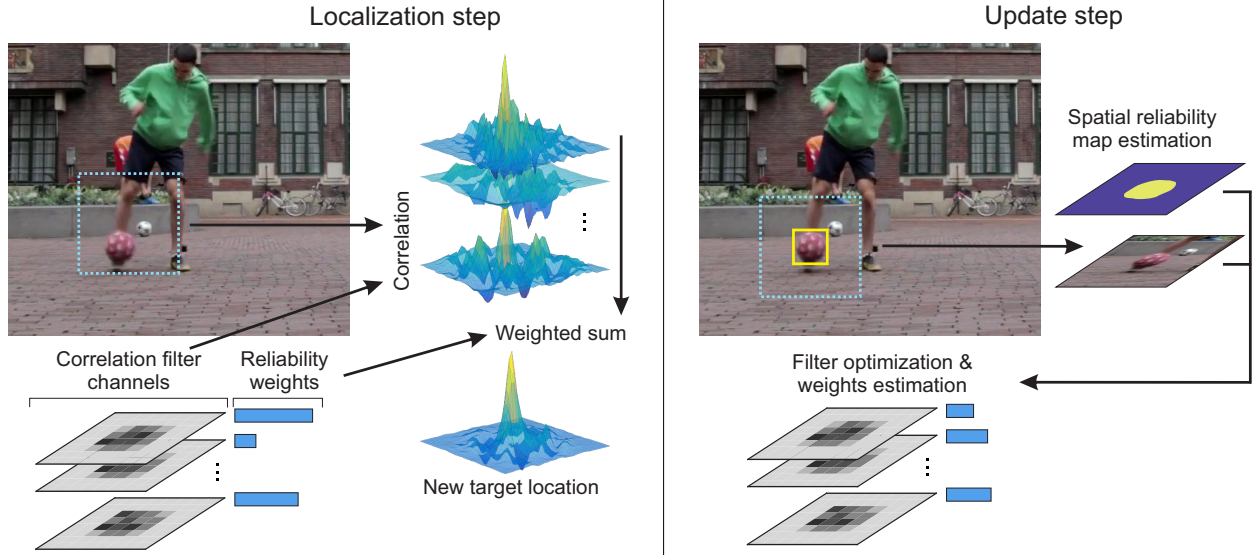 Localization step
Correlation
Weighted sum
Correlation filter
channels
Reliability
weights
New target location
Update step
Spatial reliability
map estimation
Filter optimization &
weights estimation